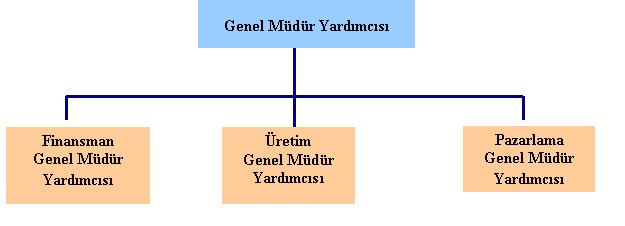 Genel Müdür Yardımcısı
Finansman
Genel Müdür
Yardımcısı
Üretim
Genel Müdür
Yardımcısı
Pazarlama
Genel Müdür
Yardımcısı